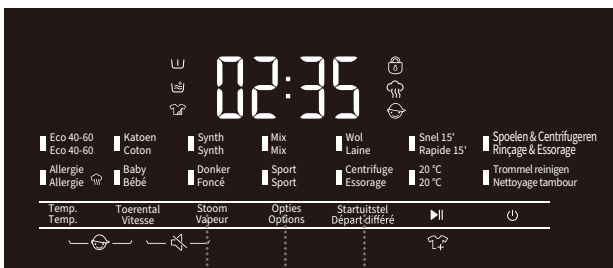 02:35
Eco 40-60 Katoen Synth Mix Wol Snel 15' Spoelen & Centrifugeren
Eco 40-60 Coton Synth Mix Laine Rapide 15' Rinçage & Essorage
Allergie Baby Donker Sport Centrifuge 20 °C Trommel reinigen
Allergie Bébé Foncé Sport Essorage 20 °C Nettoyage tambour
Temp. Toerental Stoom Opties Startuitstel
Temp. Vitesse Vapeur Options Départ différé